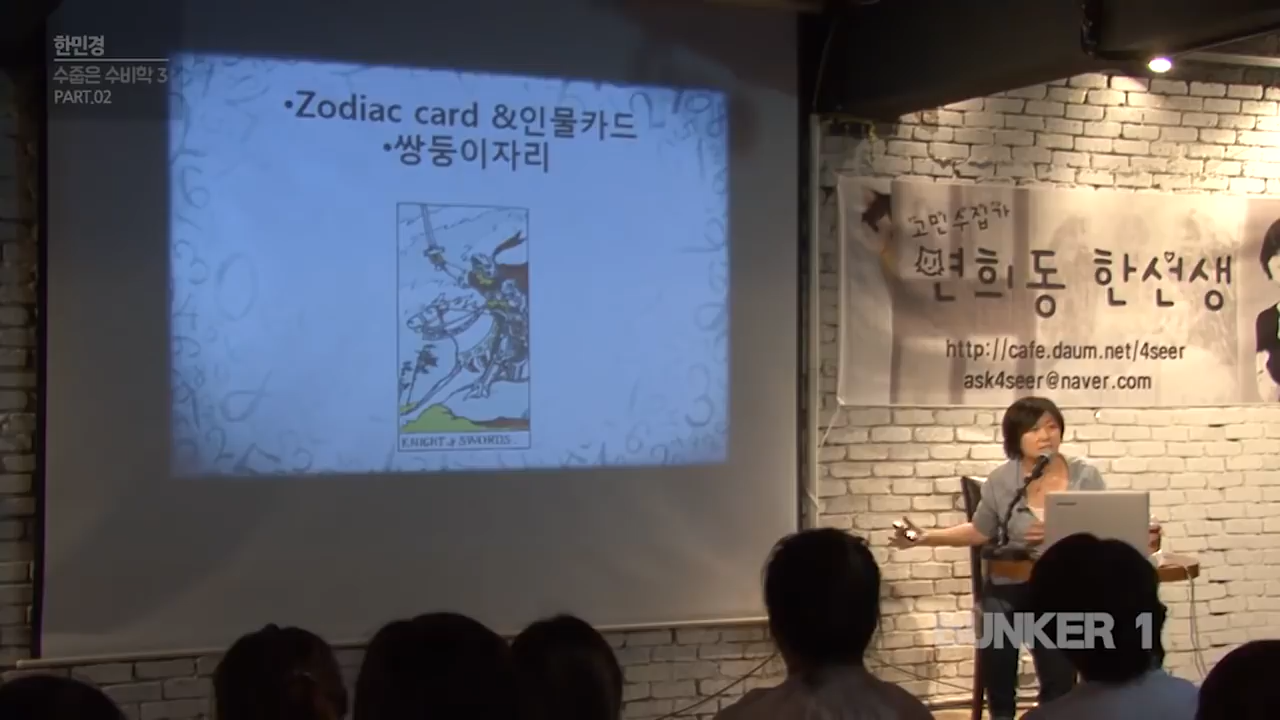 한민경
수줍은 수비학 3
PART.02
•Zodiac card &인물카드
•쌍둥이자리
KNIGHT of SWORDS.
"고민수집가
연희동 한선생
http://cafe.daum.net/4seer
ask4seer@naver.com
BUNKER 1